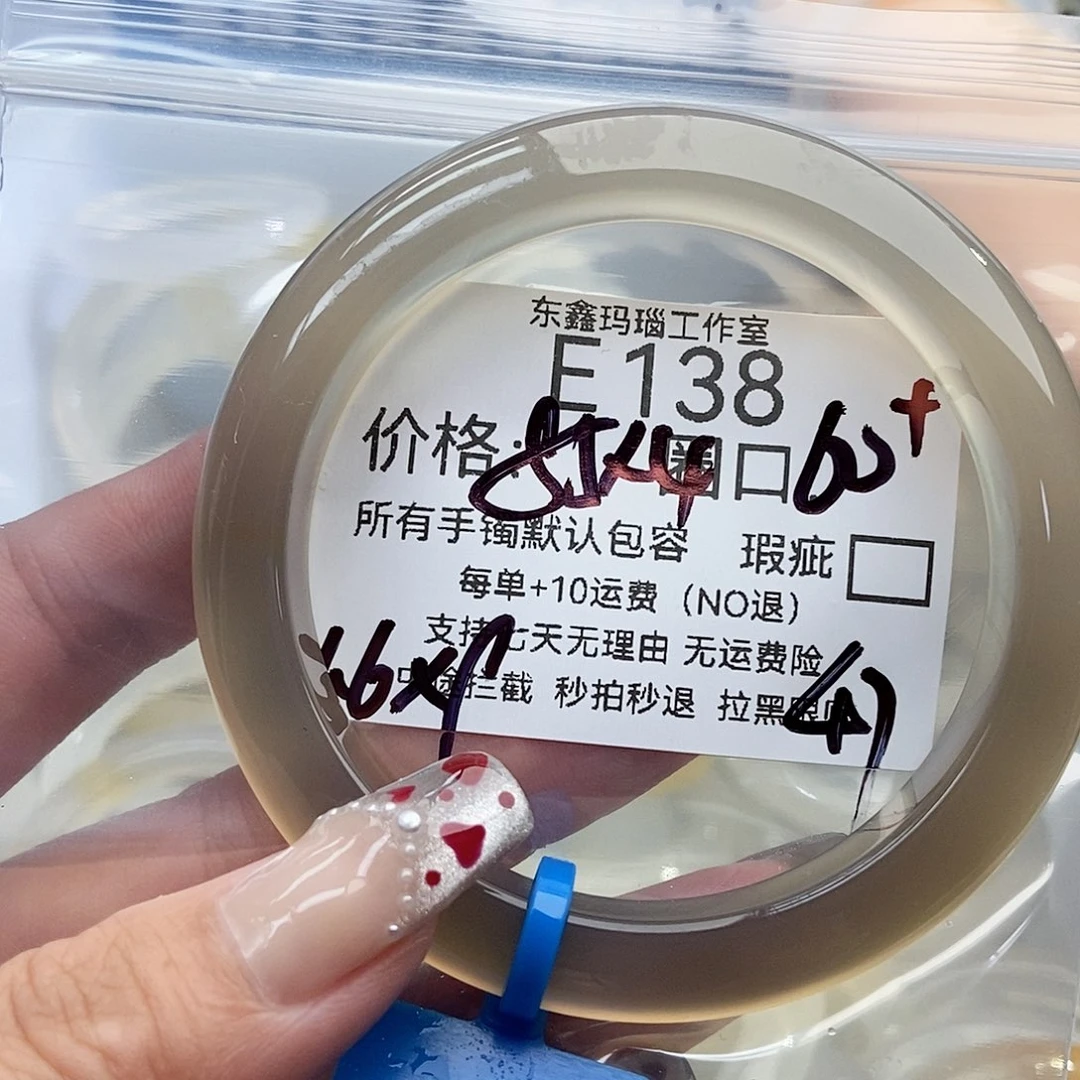 东鑫玛瑙工作室
E138
价格: 圈口 60+
所有手镯默认包容 瑕疵
每单+10运费 (NO退)
支持七天无理由 无运费险
中途拦截 秒拍秒退 拉黑